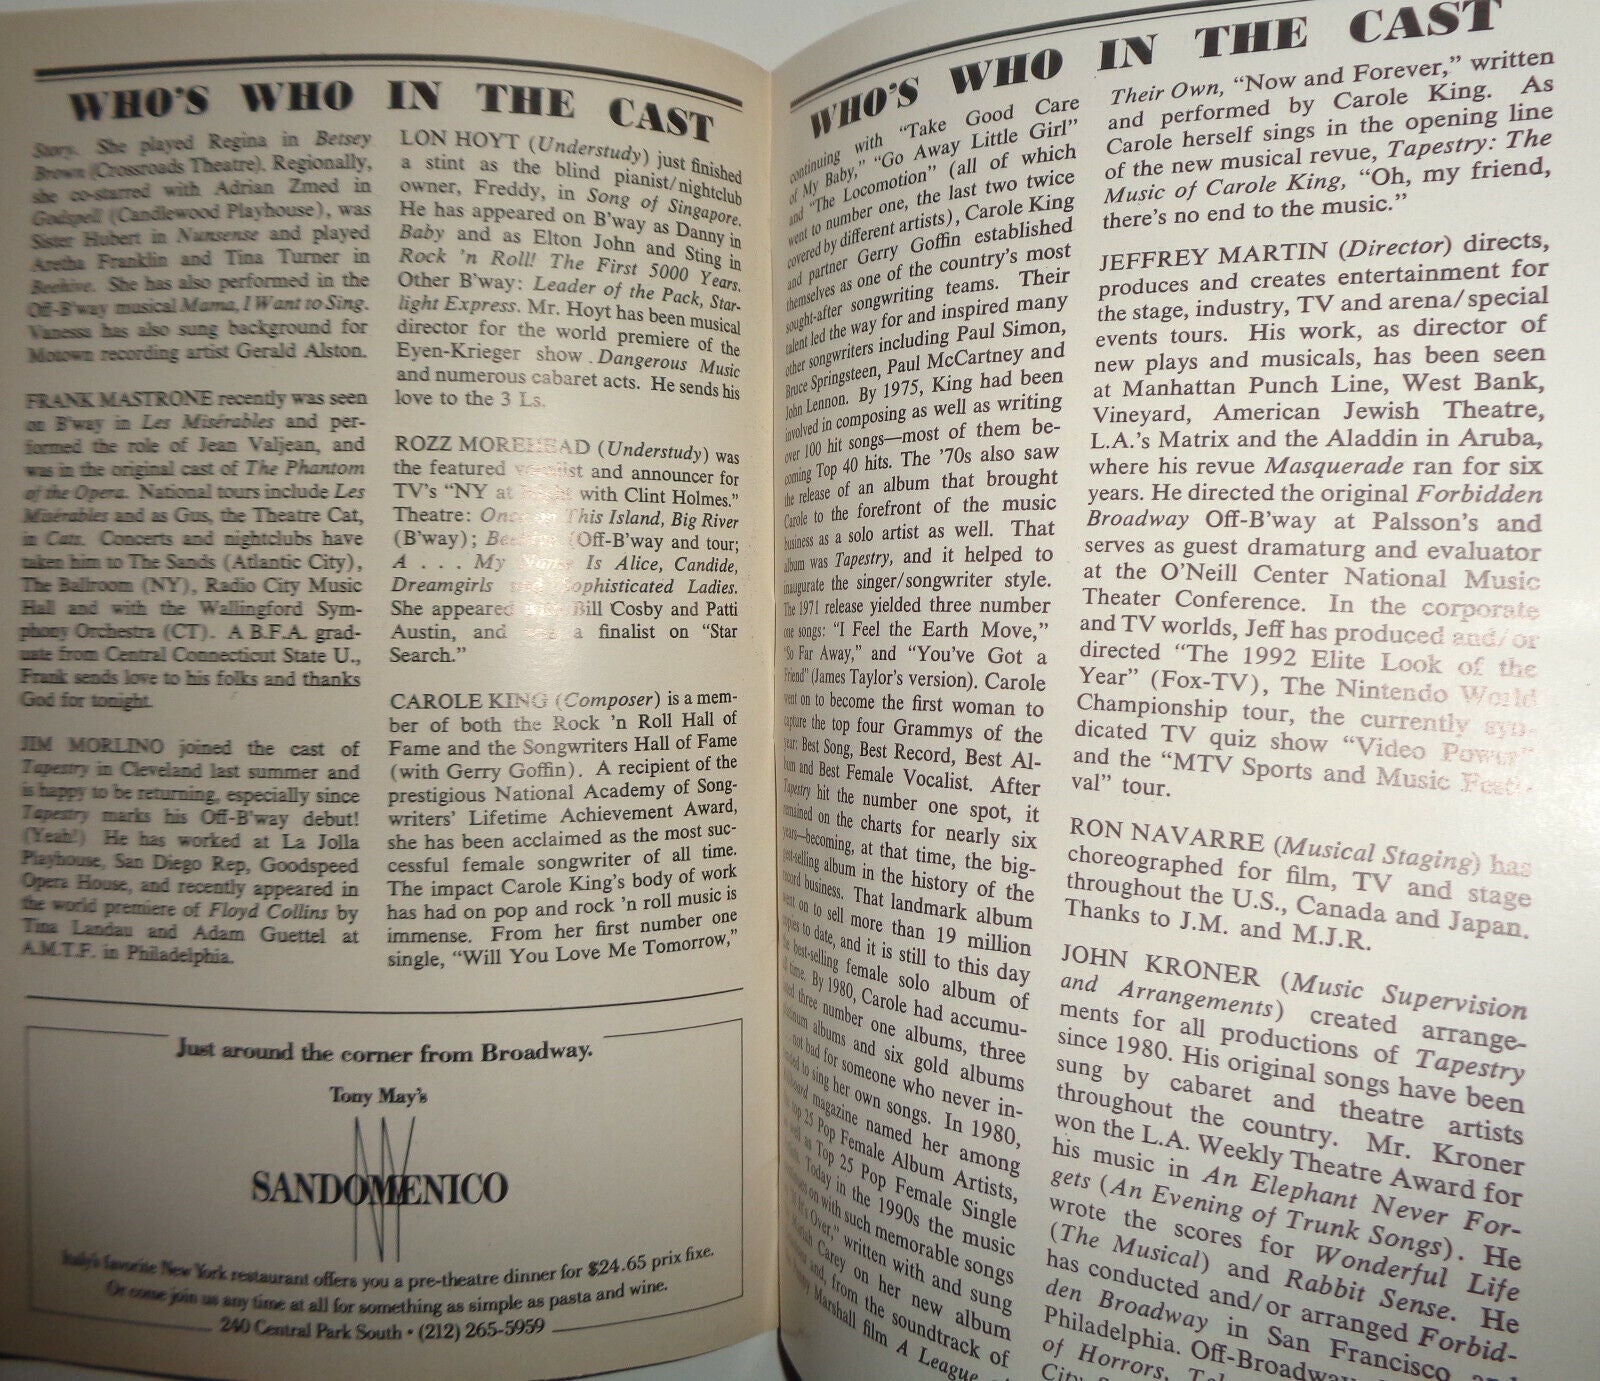 WHO'S WHO IN THE CAST
Story. She played Regina in Betsey
Brown (Crossroads Theatre). Regionally,
she co-starred with Adrian Zmed in
Godspell (Candlewood Playhouse), was
Sister Hubert in Nunsense and played
Aretha Franklin and Tina Turner in
Beehive. She has also performed in the
Off-B'way musical Mama, I Want to Sing.
Vanessa has also sung background for
Motown recording artist Gerald Alston.
FRANK MASTRONE recently was seen
on B'way in Les Misérables and per-
formed the role of Jean Valjean, and
was in the original cast of The Phantom
of the Opera. National tours include Les
Misérables and as Gus, the Theatre Cat,
in Cats. Concerts and nightclubs have
taken him to The Sands (Atlantic City),
The Ballroom (NY), Radio City Music
Hall and with the Wallingford Sym-
phony Orchestra (CT). A B.F.A. grad-
uate from Central Connecticut State U.,
Frank sends love to his folks and thanks
God for tonight.
JIM MORLINO joined the cast of
Tapestry in Cleveland last summer and
is happy to be returning, especially since
Tapestry marks his Off-B'way debut!
(Yeah!) He has worked at La Jolla
Playhouse, San Diego Rep, Goodspeed
Opera House, and recently appeared in
the world premiere of Floyd Collins by
Tina Landau and Adam Guettel at
A.M.T.F. in Philadelphia.
LON HOYT (Understudy) just finished
a stint as the blind pianist/nightclub
owner, Freddy, in Song of Singapore.
He has appeared on B'way as Danny in
Baby and as Elton John and Sting in
Rock 'n Roll! The First 5000 Years.
Other B'way: Leader of the Pack, Star-
light Express. Mr. Hoyt has been musical
director for the world premiere of the
Eyen-Krieger show Dangerous Music
and numerous cabaret acts. He sends his
love to the 3 Ls.
ROZZ MOREHEAD (Understudy) was
the featured and announcer for
TV's "NY at with Clint Holmes."
Theatre: Once This Island, Big River
(B'way); (Off-B'way and tour;
A . . . My Is Alice, Candide,
Dreamgirls Sophisticated Ladies.
She appeared Bill Cosby and Patti
Austin, and a finalist on "Star
Search."
CAROLE KING (Composer) is a mem-
ber of both the Rock 'n Roll Hall of
Fame and the Songwriters Hall of Fame
(with Gerry Goffin). A recipient of the
prestigious National Academy of Song-
writers' Lifetime Achievement Award,
she has been acclaimed as the most suc-
cessful female songwriter of all time.
The impact Carole King's body of work
has had on pop and rock 'n roll music is
immense. From her first number one
single, "Will You Love Me Tomorrow,"
Just around the corner from Broadway.
Tony May's
SANDOMENICO
Italy's favorite New York restaurant offers you a pre-theatre dinner for $24.65 prix fixe.
Or come join us any time at all for something as simple as pasta and wine.
240 Central Park South • (212) 265-5959
WHO'S WHO IN THE CAST
continuing with "Take Good Care
of My Baby," "Go Away Little Girl"
and "The Locomotion" (all of which
went to number one, the last two twice
covered by different artists), Carole King
and partner Gerry Goffin established
themselves as one of the country's most
sought-after songwriting teams. Their
talent led the way for and inspired many
other songwriters including Paul Simon,
Bruce Springsteen, Paul McCartney and
John Lennon. By 1975, King had been
involved in composing as well as writing
over 100 hit songs—most of them be-
coming Top 40 hits. The '70s also saw
the release of an album that brought
Carole to the forefront of the music
business as a solo artist as well. That
album was Tapestry, and it helped to
inaugurate the singer/songwriter style.
The 1971 release yielded three number
one songs: "I Feel the Earth Move,"
"So Far Away," and "You've Got a
Friend" (James Taylor's version). Carole
went on to become the first woman to
capture the top four Grammys of the
year: Best Song, Best Record, Best Al-
bum and Best Female Vocalist. After
Tapestry hit the number one spot, it
remained on the charts for nearly six
years—becoming, at that time, the big-
gest-selling album in the history of the
record business. That landmark album
went on to sell more than 19 million
copies to date, and it is still to this day
the best-selling female solo album of
all time. By 1980, Carole had accumu-
lated three number one albums, three
platinum albums and six gold albums
. . . not bad for someone who never in-
tended to sing her own songs. In 1980,
Billboard magazine named her among
the top 25 Pop Female Album Artists,
as well as Top 25 Pop Female Single
Artists. Today in the 1990s the music
continues on with such memorable songs
It's Over," written with and sung
Mariah Carey on her new album
and, from the soundtrack of
Penny Marshall film A League
Their Own, "Now and Forever," written
and performed by Carole King. As
Carole herself sings in the opening line
of the new musical revue, Tapestry: The
Music of Carole King, "Oh, my friend,
there's no end to the music."
JEFFREY MARTIN (Director) directs,
produces and creates entertainment for
the stage, industry, TV and arena/special
events tours. His work, as director of
new plays and musicals, has been seen
at Manhattan Punch Line, West Bank,
Vineyard, American Jewish Theatre,
L.A.'s Matrix and the Aladdin in Aruba,
where his revue Masquerade ran for six
years. He directed the original Forbidden
Broadway Off-B'way at Palsson's and
serves as guest dramaturg and evaluator
at the O'Neill Center National Music
Theater Conference. In the corporate
and TV worlds, Jeff has produced and/or
directed "The 1992 Elite Look of the
Year" (Fox-TV), The Nintendo World
Championship tour, the currently syn-
dicated TV quiz show "Video Power"
and the "MTV Sports and Music Festi-
val" tour.
RON NAVARRE (Musical Staging) has
choreographed for film, TV and stage
throughout the U.S., Canada and Japan.
Thanks to J.M. and M.J.R.
JOHN KRONER (Music Supervision
and Arrangements) created arrange-
ments for all productions of Tapestry
since 1980. His original songs have been
sung by cabaret and theatre artists
throughout the country. Mr. Kroner
won the L.A. Weekly Theatre Award for
his music in An Elephant Never For-
gets (An Evening of Trunk Songs). He
wrote the scores for Wonderful Life
(The Musical) and Rabbit Sense. He
has conducted and/or arranged Forbid-
den Broadway in San Francisco and
Philadelphia. Off-Broadway
of Horrors,
City